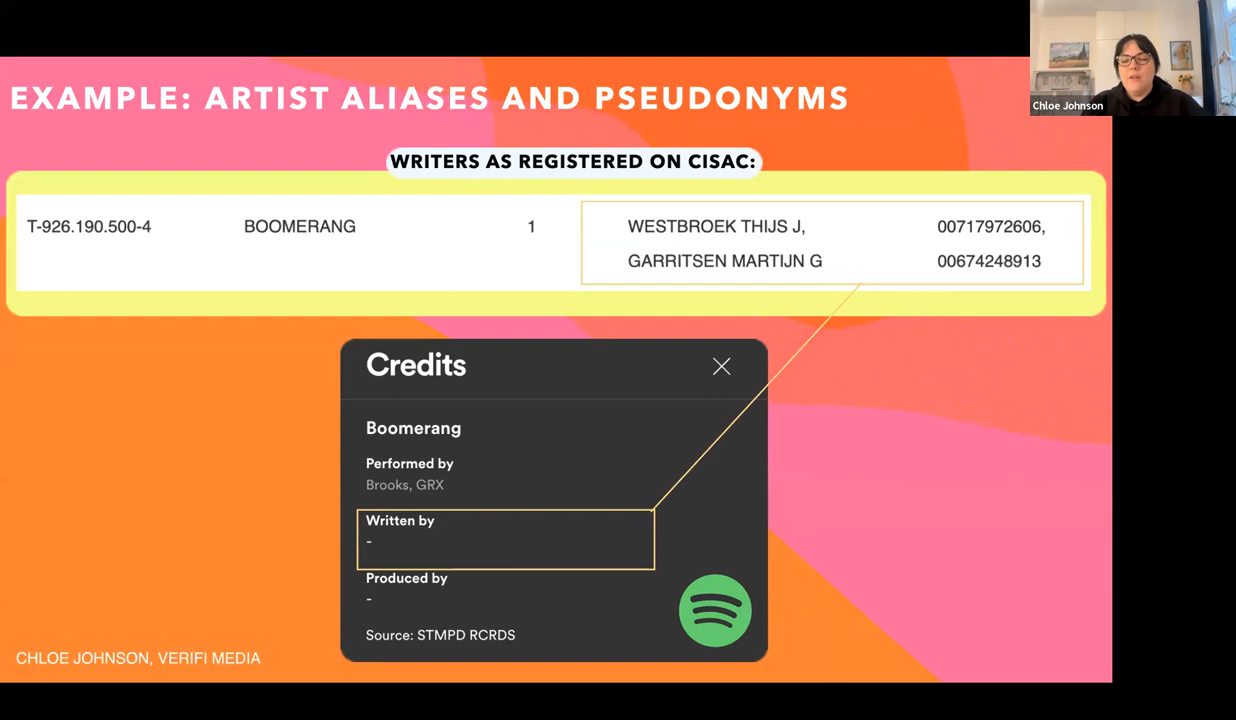 EXAMPLE: ARTIST ALIASES AND PSEUDONYMS
Chloe Johnson
WRITERS AS REGISTERED ON CISAC:
T-926.190.500-4 BOOMERANG 1 WESTBROEK THIJS J, 00717972606,
GARRITSEN MARTIJN G 00674248913
Credits
Boomerang
Performed by
Brooks, GRX
Written by
-
Produced by
-
Source: STMPD RCRDS
CHLOE JOHNSON, VERIFI MEDIA